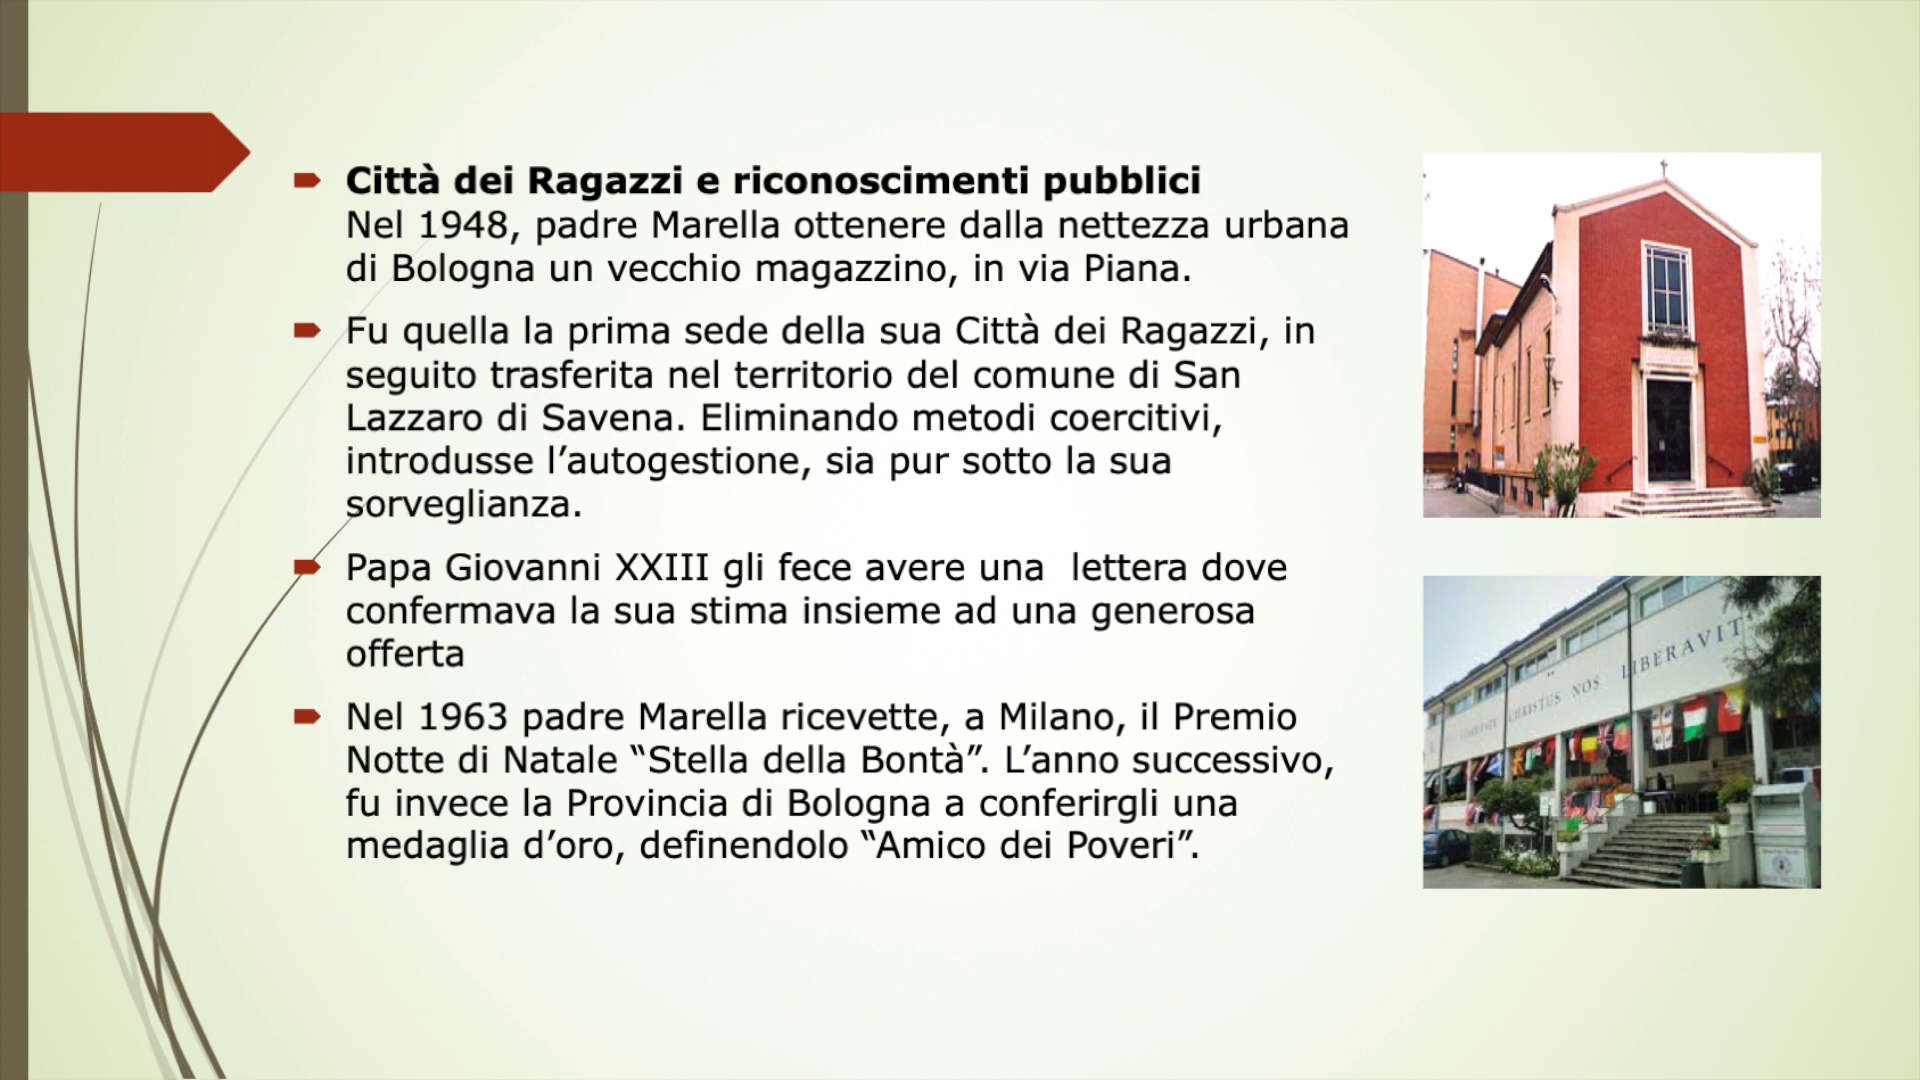 Città dei Ragazzi e riconoscimenti pubblici
Nel 1948, padre Marella ottenere dalla nettezza urbana
di Bologna un vecchio magazzino, in via Piana.
Fu quella la prima sede della sua Città dei Ragazzi, in
seguito trasferita nel territorio del comune di San
Lazzaro di Savena. Eliminando metodi coercitivi,
introdusse l’autogestione, sia pur sotto la sua
sorveglianza.
Papa Giovanni XXIII gli fece avere una  lettera dove
confermava la sua stima insieme ad una generosa
offerta
Nel 1963 padre Marella ricevette, a Milano, il Premio
Notte di Natale “Stella della Bontà”. L’anno successivo,
fu invece la Provincia di Bologna a conferirgli una
medaglia d’oro, definendolo “Amico dei Poveri”.
CHRISTUS NOS LIBERAVIT